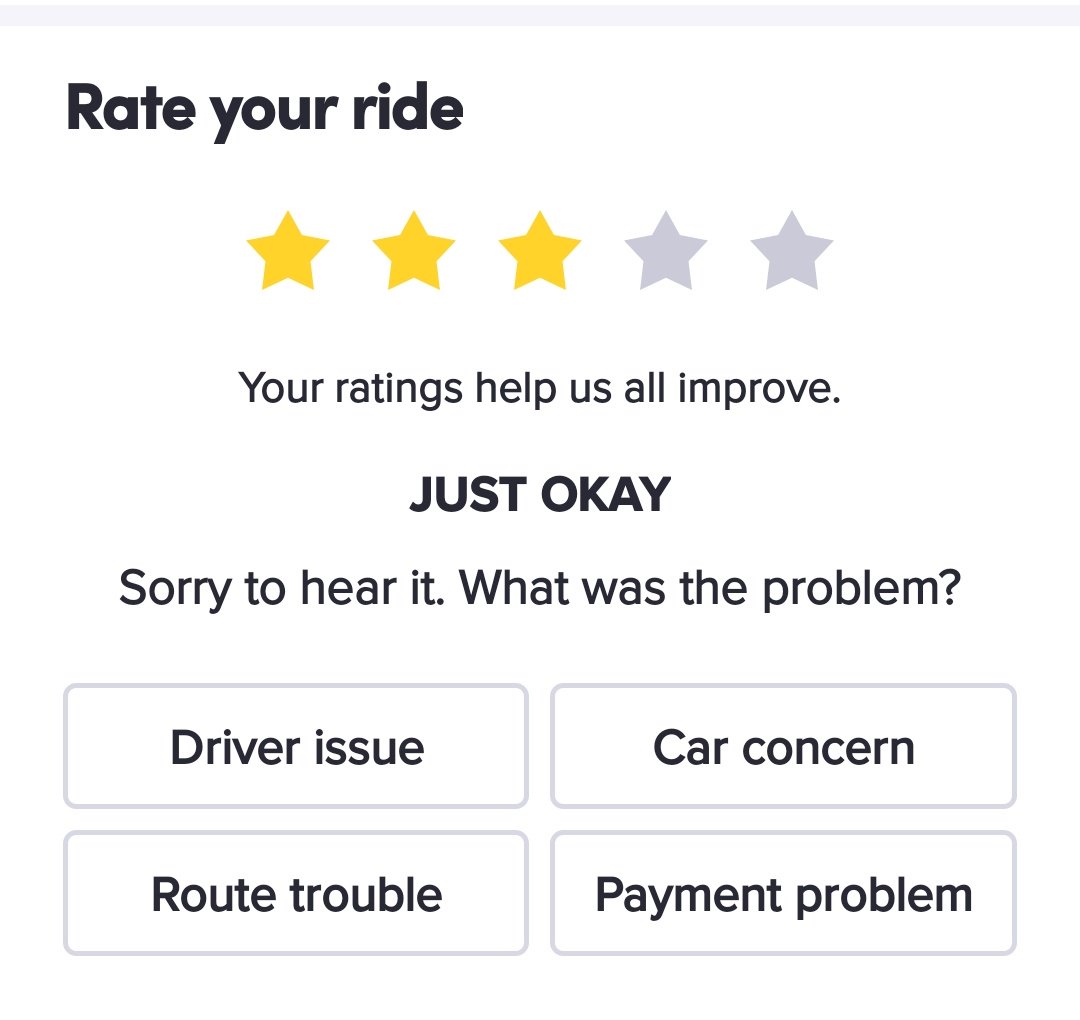 Rate your ride
Your ratings help us all improve.
JUST OKAY
Sorry to hear it. What was the problem?
Driver issue
Car concern
Route trouble
Payment problem